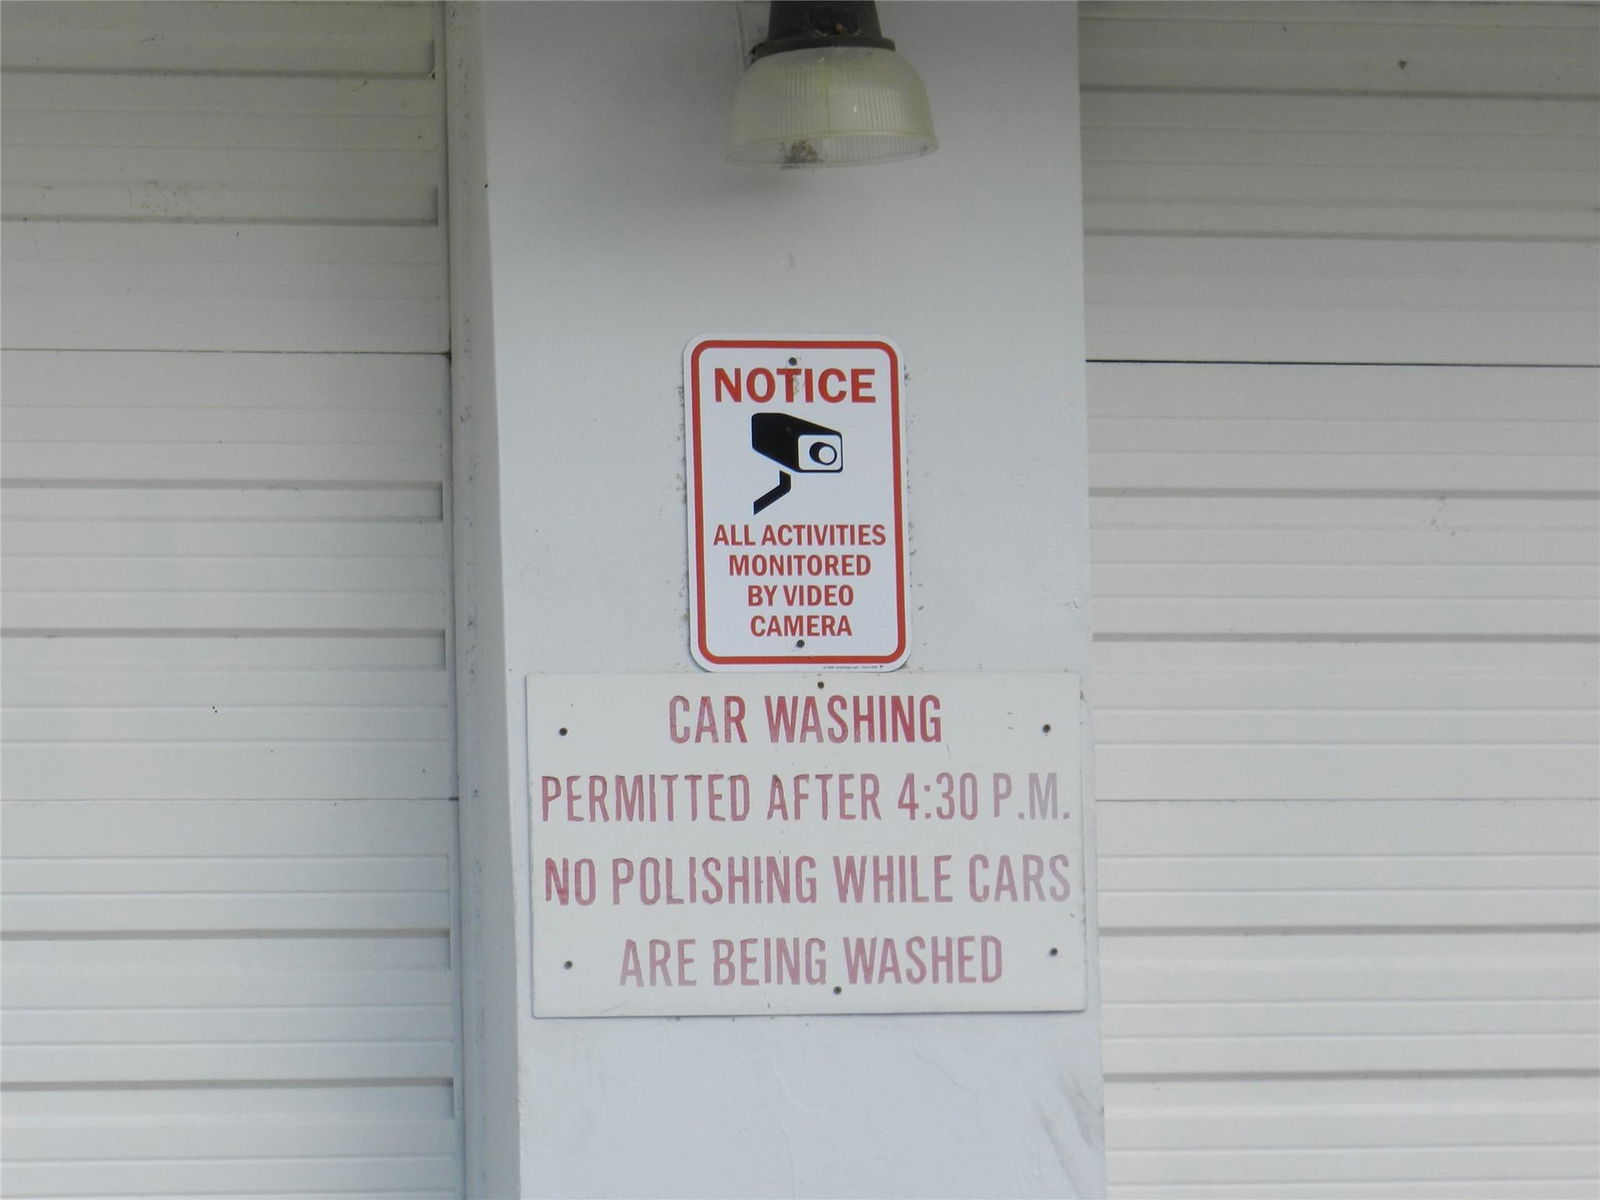 NOTICE
ALL ACTIVITIES
MONITORED
BY VIDEO
CAMERA
CAR WASHING
PERMITTED AFTER 4:30 P.M.
NO POLISHING WHILE CARS
ARE BEING WASHED